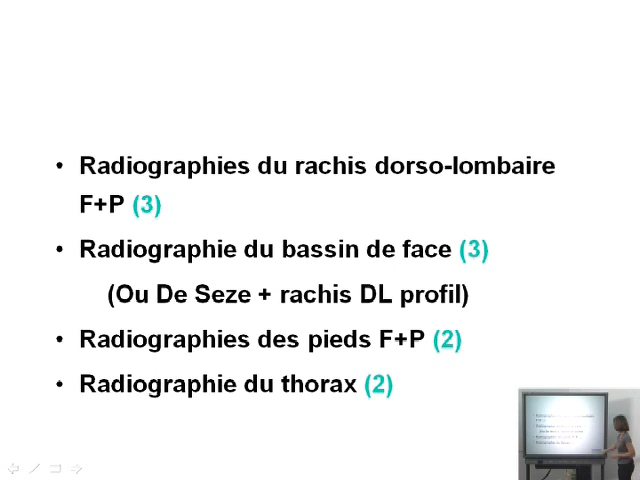 • Radiographies du rachis dorso-lombaire
F+P (3)
• Radiographie du bassin de face (3)
(Ou De Seze + rachis DL profil)
• Radiographies des pieds F+P (2)
• Radiographie du thorax (2)